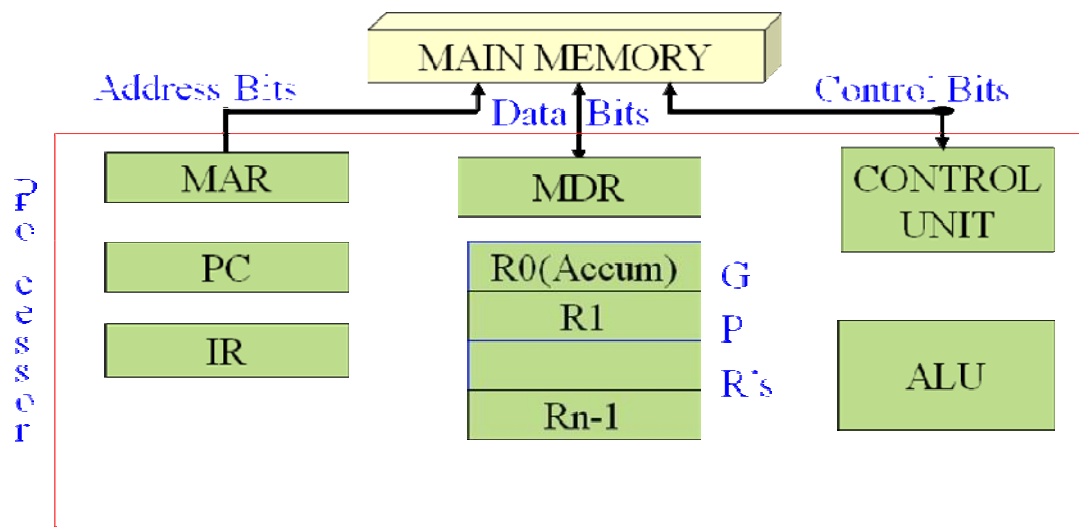 MAIN MEMORY
Address Bits
Data Bits
Control Bits
MAR
MDR
CONTROL
UNIT
PC
R0(Accum)
G
R1
P
IR
R's
ALU
Rn-1
Processor